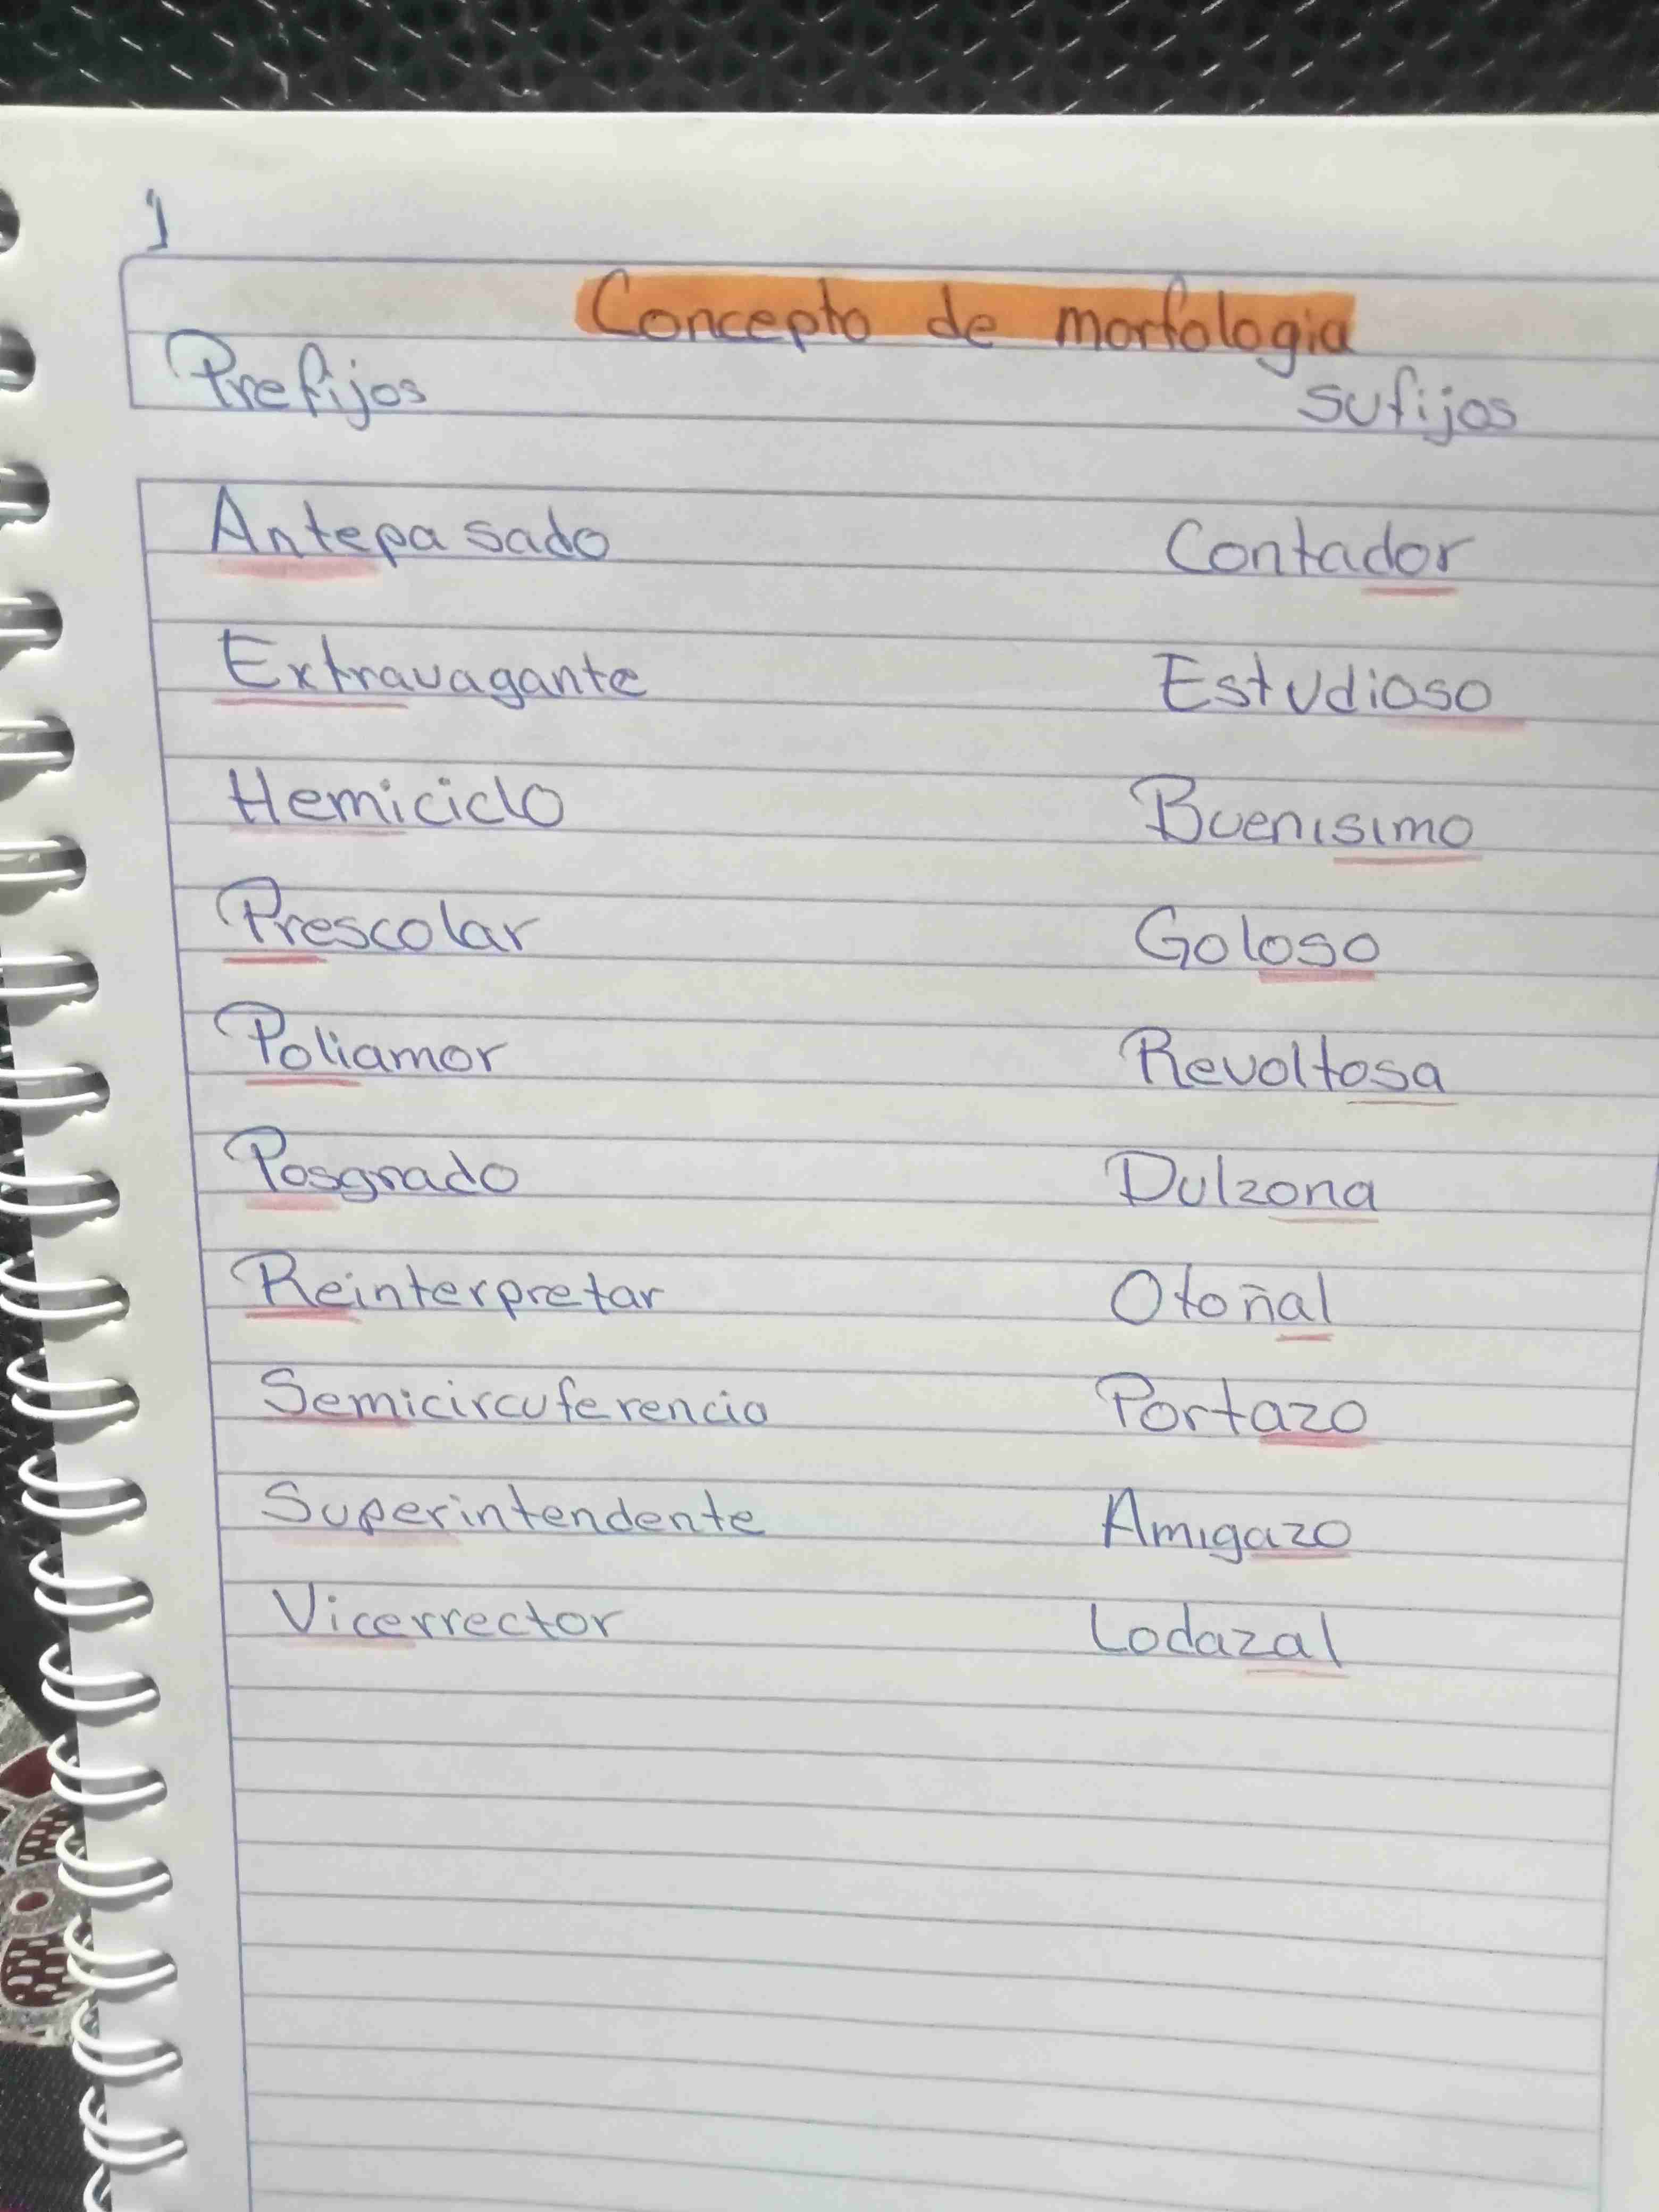 1
Concepto de morfologia
Prefijos sufijos
Antepasado Contador
Extravagante Estudioso
Hemiciclo Buenisimo
Prescolar Goloso
Poliamor Revoltosa
Posgrado Dulzona
Reinterpretar Otoñal
Semicircuferencia Portazo
Superintendente Amigazo
Vicerrector Lodazal